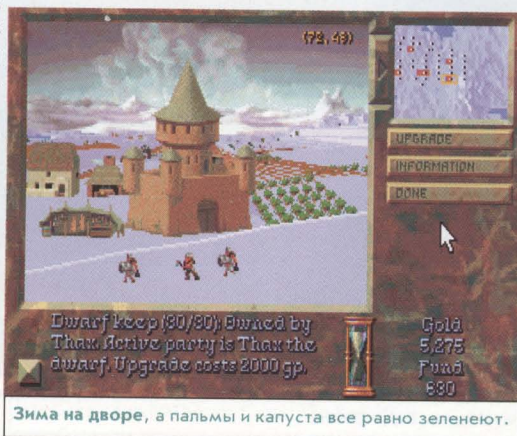 (72,48)
UPGRADE
INFORMATION
DONE
Dwarf keep (30/30): Owned by
Thax. Active party is Thax the
dwarf. Upgrade costs 2000 gp.
Gold
5,275
Fund
880
Зима на дворе, а пальмы и капуста все равно зеленеют.